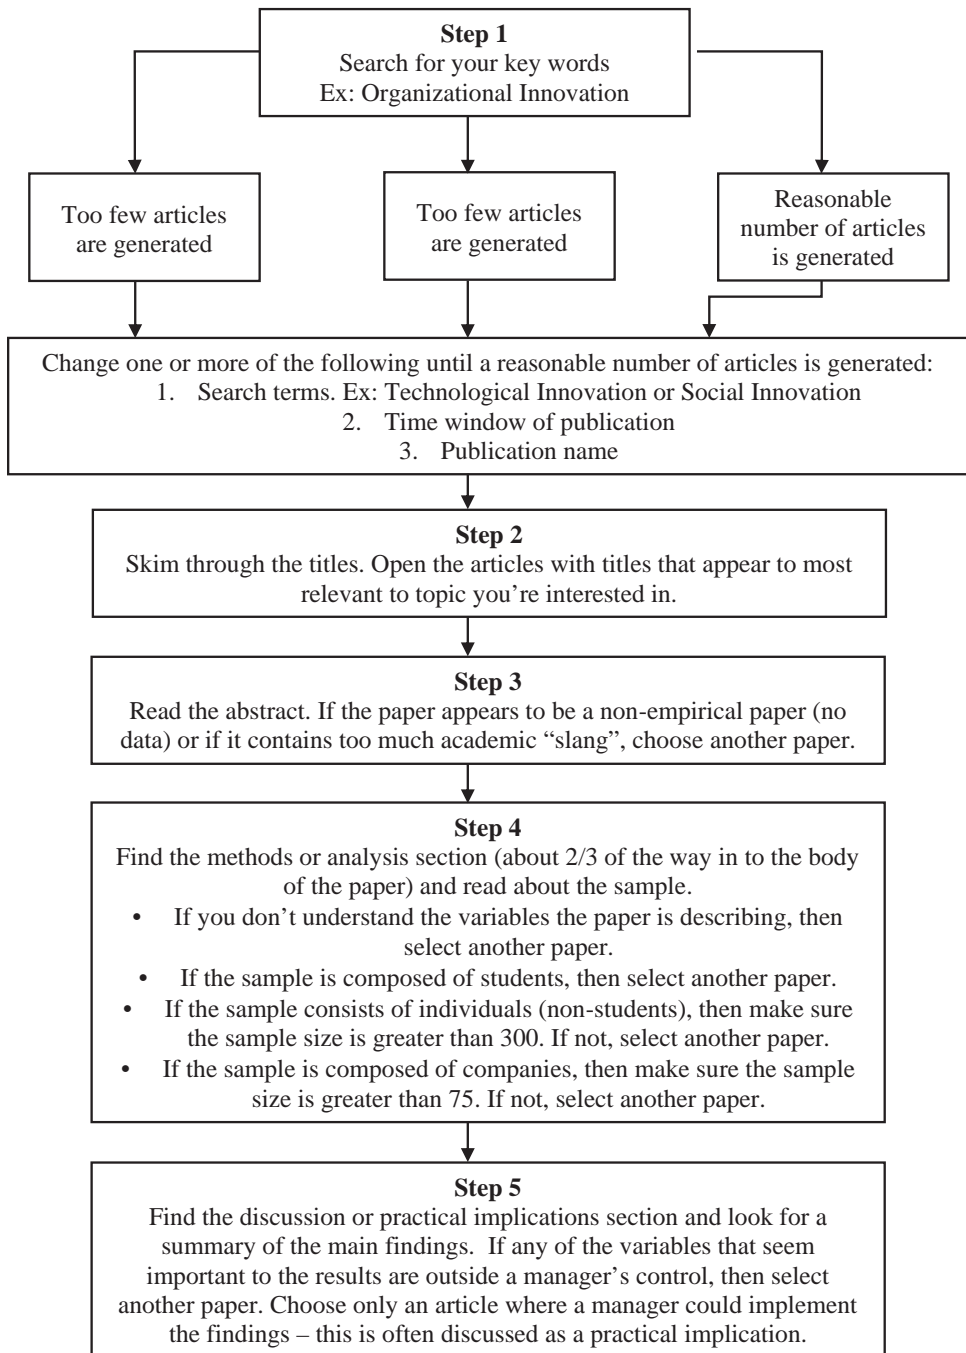 Step 1
Search for your key words
Ex: Organizational Innovation
Too few articles
are generated
Too few articles
are generated
Reasonable
number of articles
is generated
Change one or more of the following until a reasonable number of articles is generated:
1. Search terms. Ex: Technological Innovation or Social Innovation
2. Time window of publication
3. Publication name
Step 2
Skim through the titles. Open the articles with titles that appear to most
relevant to topic you’re interested in.
Step 3
Read the abstract. If the paper appears to be a non-empirical paper (no
data) or if it contains too much academic “slang”, choose another paper.
Step 4
Find the methods or analysis section (about 2/3 of the way in to the body
of the paper) and read about the sample.
• If you don’t understand the variables the paper is describing, then
select another paper.
• If the sample is composed of students, then select another paper.
• If the sample consists of individuals (non-students), then make sure
the sample size is greater than 300. If not, select another paper.
• If the sample is composed of companies, then make sure the sample
size is greater than 75. If not, select another paper.
Step 5
Find the discussion or practical implications section and look for a
summary of the main findings. If any of the variables that seem
important to the results are outside a manager’s control, then select
another paper. Choose only an article where a manager could implement
the findings – this is often discussed as a practical implication.